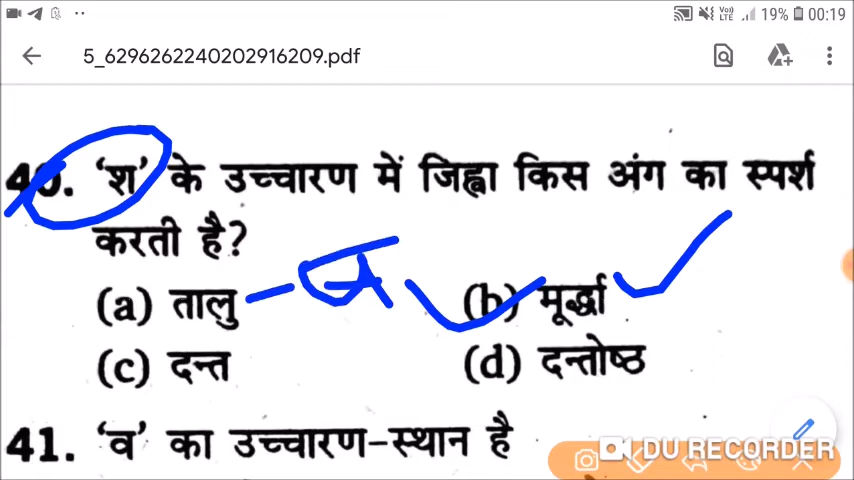 19% 00:19
5_6296262240202916209.pdf
40. 'श' के उच्चारण में जिह्वा किस अंग का स्पर्श
करती है?
(a) तालु (b) मूर्द्धा
(c) दन्त (d) दन्तोष्ठ
41. 'व' का उच्चारण-स्थान है
DU RECORDER